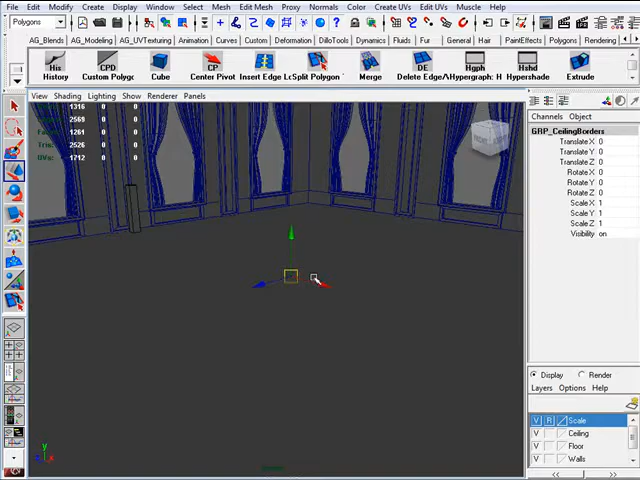 File Modify Create Display Window Select Mesh Edit Mesh Proxy Normals Color Create UVs Edit UVs Muscle Help
Polygons
AG_Blends AG_Modeling AG_UVTexturing Animation Curves Custom Deformation DilloTools Dynamics Fluids Fur General Hair PaintEffects Polygons Rendering
His CPD CP DE Hgph Hshd
History Custom Polygo Cube Center Pivot Insert Edge Lo Split Polygon Merge Delete Edge/ Hypergraph: H Hypershade Extrude
View Shading Lighting Show Renderer Panels
1316 0 0
2569 0 0
1261 0 0
Tris 2526 0 0
UVs: 1712 0 0
Channels Object
GRP_CeilingBorders
Translate X 0
Translate Y 0
Translate Z 0
Rotate X 0
Rotate Y 0
Rotate Z 0
Scale X 1
Scale Y 1
Scale Z 1
Visibility on
Display Render
Layers Options Help
V R Scale
V Ceiling
V Floor
V Walls
y
z x